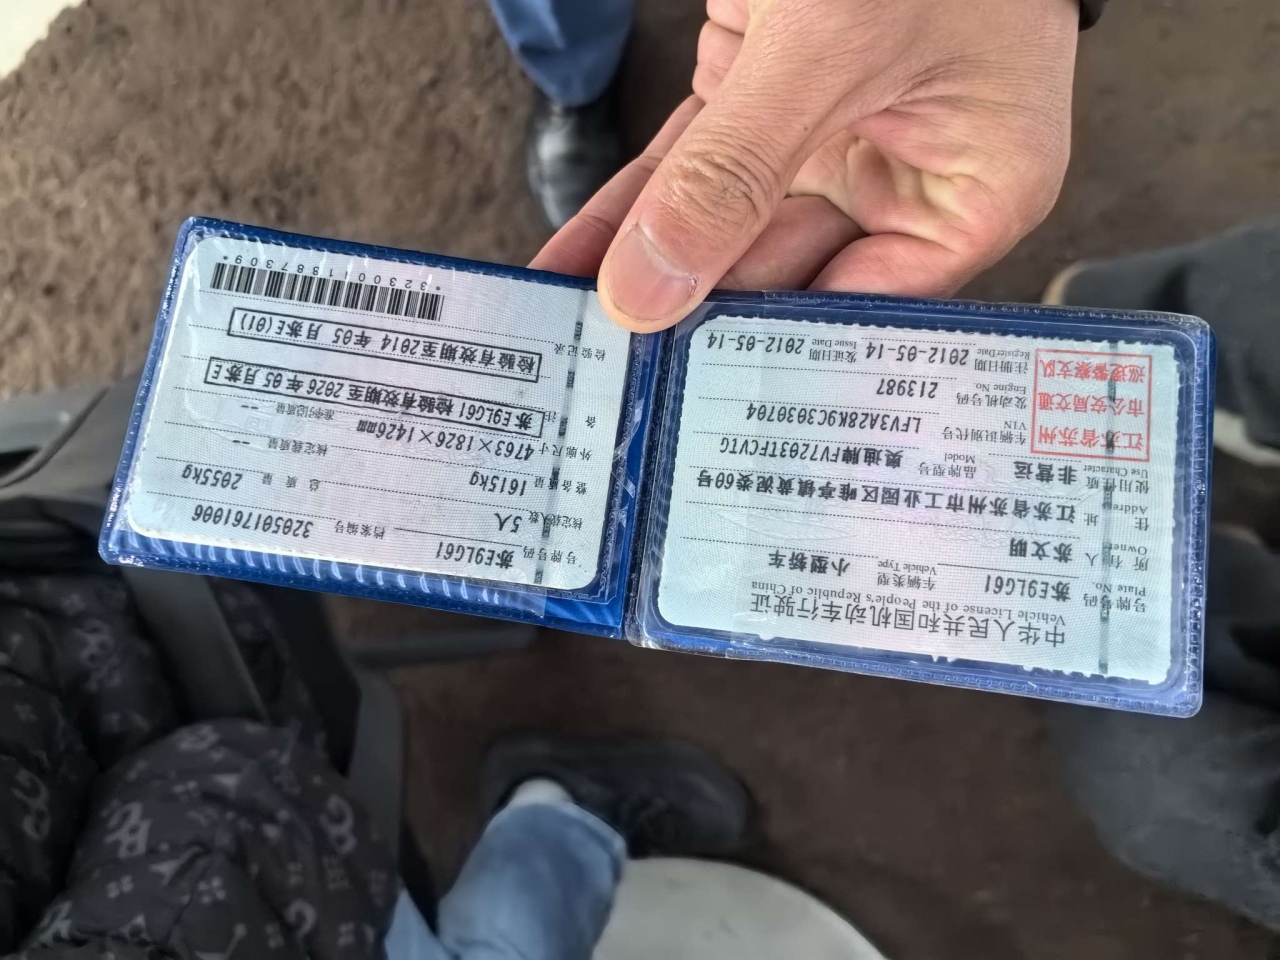 中华人民共和国机动车行驶证
Vehicle License of the People's Republic of China
号牌号码 Plate No. 苏E9LG61 车辆类型 Vehicle Type 小型轿车
所有人 Owner 苏文明
住址 Address 江苏省苏州市工业园区唯亭镇黄泥娄60号
使用性质 Use Character 非营运 品牌型号 Model 奥迪牌FV7203TFCVTG
江苏省苏州
市公安局交通
巡逻警察支队
车辆识别代号 VIN LFV3A28K9C3030704
发动机号码 Engine No. 213987
注册日期 Register Date 2012-05-14 发证日期 Issue Date 2012-05-14
号牌号码 苏E9LG61 档案编号 320501761006
核定载人数 5人 总质量 2055kg
整备质量 1615kg 核定载质量 --
外廓尺寸 4763×1826×1426mm 准牵引总质量 --
备注 苏E9LG61 检验有效期至2026年05月苏E
检验记录 检验有效期至2014年05月苏E(01)
*3230011387309*